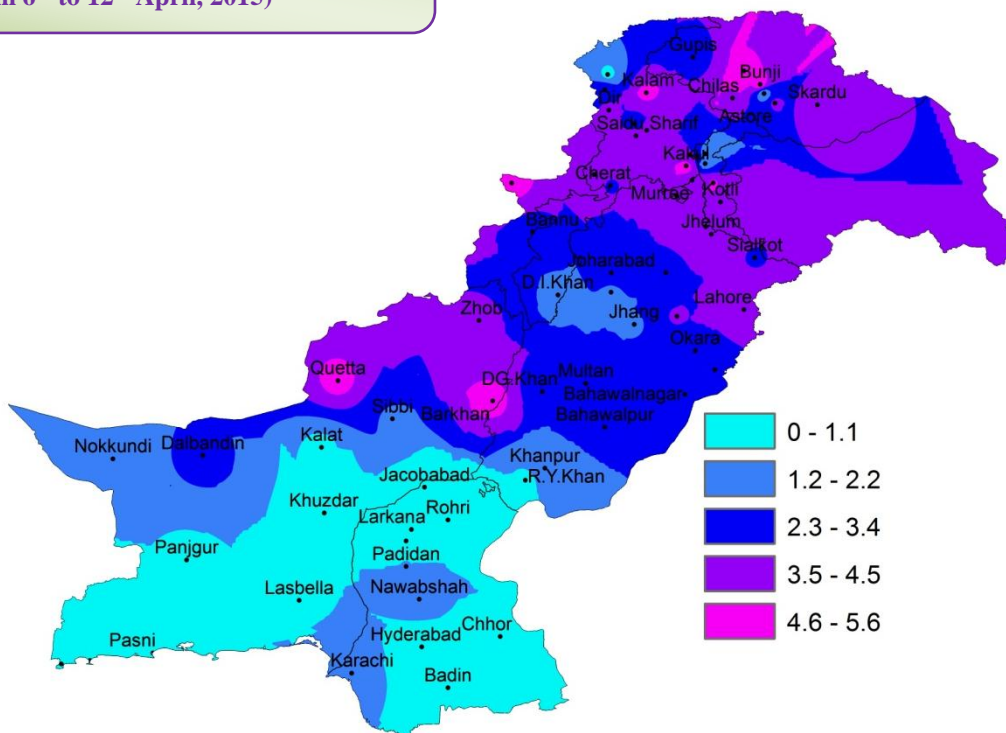 6th to 12th April, 2015)
Gupis
Bunji
Kalam
Chilas
Skardu
Dir
Astore
Saidu Sharif
Kakul
Cherat
Murree
Kotli
Bannu
Jhelum
Sialkot
Joharabad
D.I.Khan
Lahore
Zhob
Jhang
Okara
Quetta
DG.Khan
Multan
Bahawalnagar
Sibbi
Barkhan
Bahawalpur
Nokkundi
Dalbandin
Kalat
Khanpur
Jacobabad
R.Y.Khan
Khuzdar
Larkana
Rohri
Panjgur
Padidan
Lasbella
Nawabshah
Pasni
Hyderabad
Chhor
Karachi
Badin
0 - 1.1
1.2 - 2.2
2.3 - 3.4
3.5 - 4.5
4.6 - 5.6